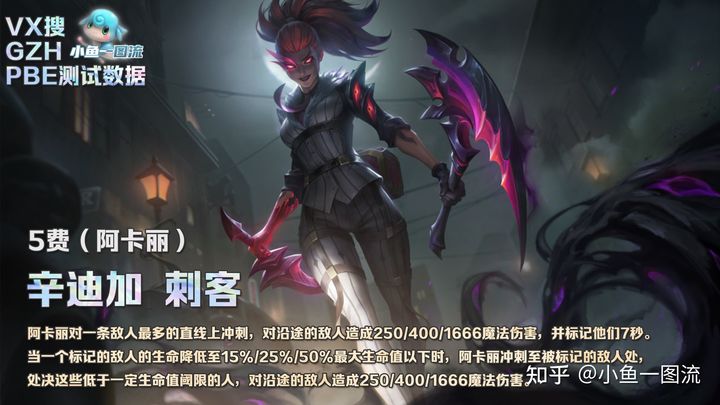 VX搜
GZH 小鱼一图流
PBE测试数据
5费（阿卡丽）
辛迪加 刺客
阿卡丽对一条敌人最多的直线上冲刺，对沿途的敌人造成250/400/1666魔法伤害，并标记他们7秒。
当一个标记的敌人的生命降低至15%/25%/50%最大生命值以下时，阿卡丽冲刺至被标记的敌人处，
处决这些低于一定生命值阈限的人，对沿途的敌人造成250/400/1666魔法伤害。
知乎 @小鱼一图流